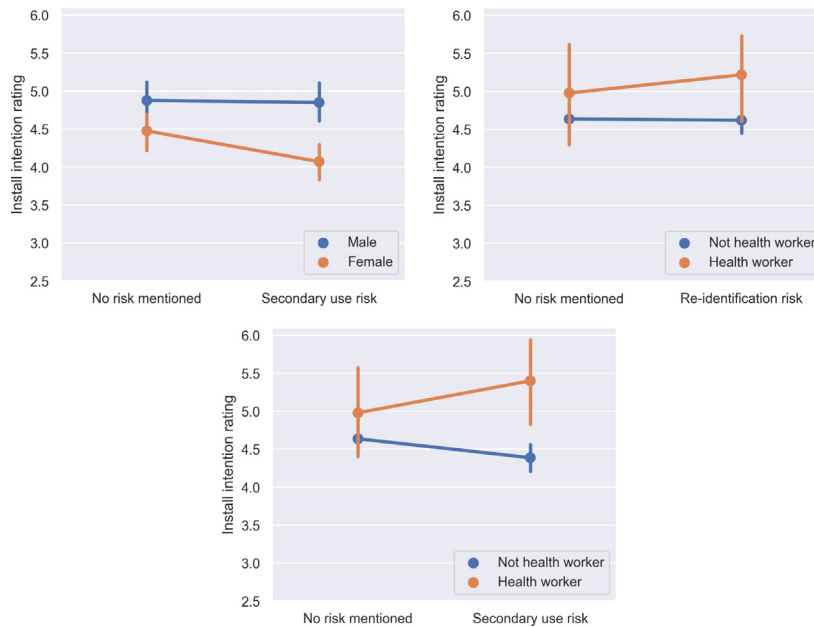 6.0
5.5
5.0
4.5
4.0
3.5
3.0
2.5
Install intention rating
Male
Female
No risk mentioned Secondary use risk
6.0
5.5
5.0
4.5
4.0
3.5
3.0
2.5
Install intention rating
Not health worker
Health worker
No risk mentioned Re-identification risk
6.0
5.5
5.0
4.5
4.0
3.5
3.0
2.5
Install intention rating
Not health worker
Health worker
No risk mentioned Secondary use risk